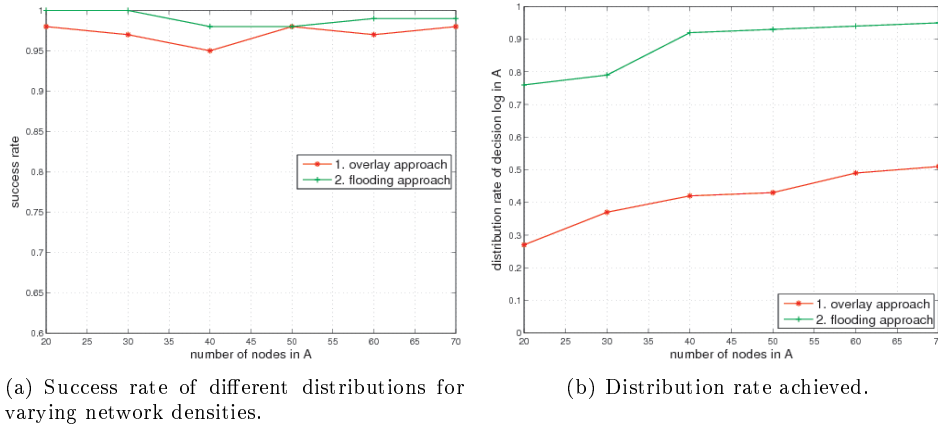 1
0.95
0.9
0.85
0.8
0.75
0.7
0.65
0.6
20 25 30 35 40 45 50 55 60 65 70
success rate
number of nodes in A
1. overlay approach
2. flooding approach
(a) Success rate of different distributions for
varying network densities.
1
0.9
0.8
0.7
0.6
0.5
0.4
0.3
0.2
0.1
0
20 25 30 35 40 45 50 55 60 65 70
distribution rate of decision log in A
number of nodes in A
1. overlay approach
2. flooding approach
(b) Distribution rate achieved.